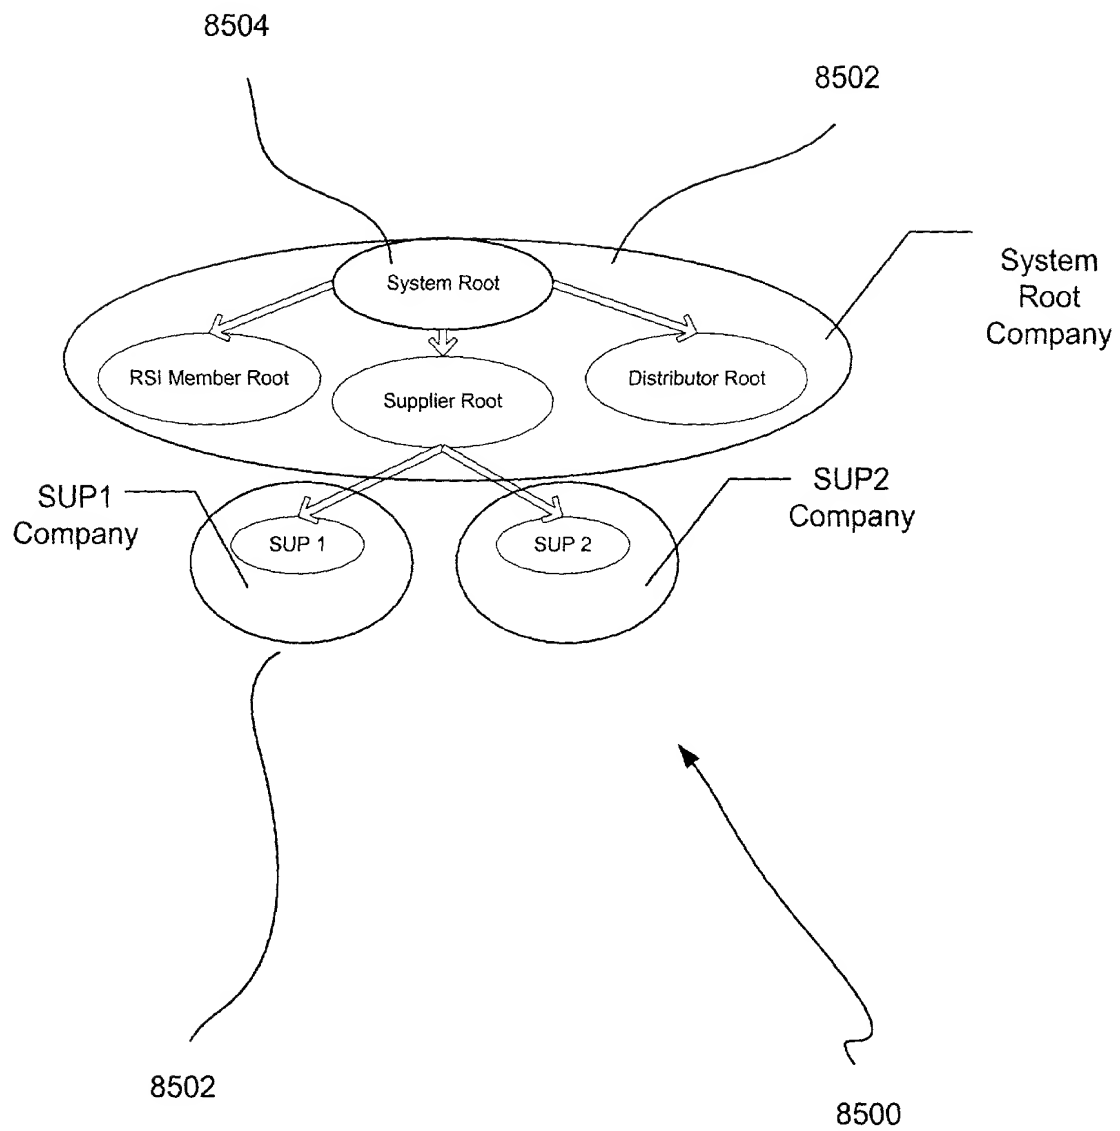 8504
8502
System Root
System
Root
Company
RSI Member Root
Supplier Root
Distributor Root
SUP1
Company
SUP2
Company
SUP 1
SUP 2
8502
8500